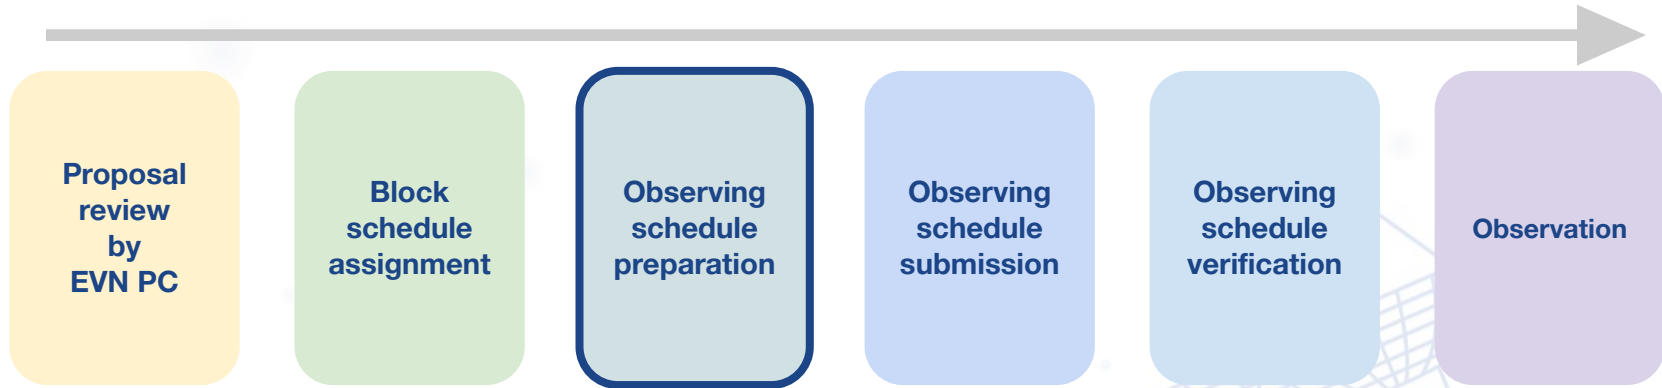 Proposal
review
by
EVN PC
Block
schedule
assignment
Observing
schedule
preparation
Observing
schedule
submission
Observing
schedule
verification
Observation